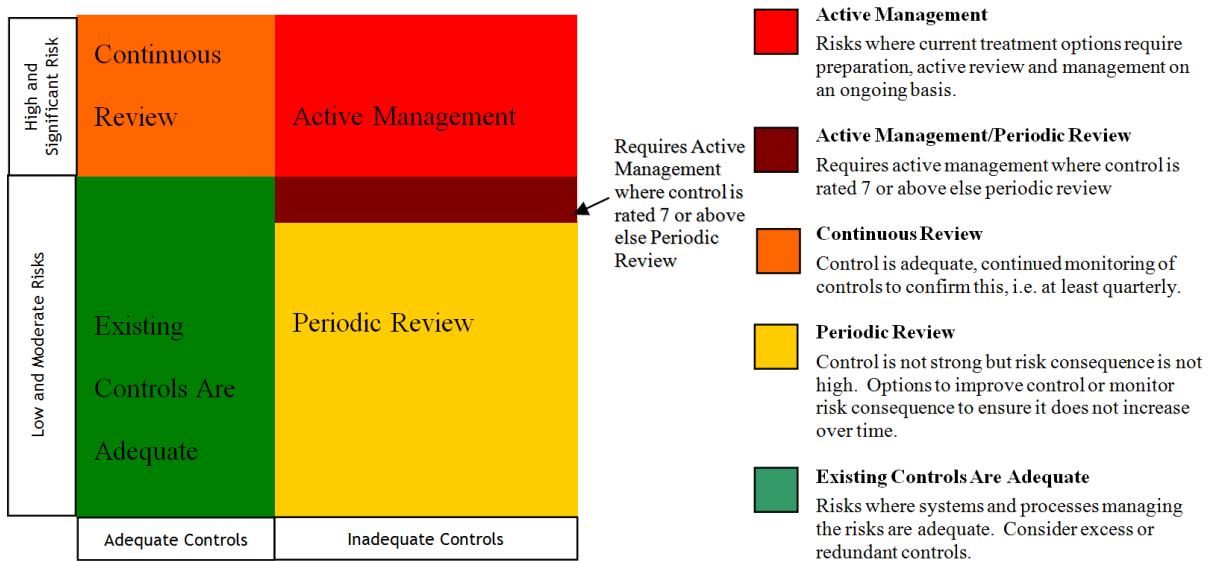 High and
Significant Risk
Continuous
Review
Active Management
Requires Active
Management
where control is
rated 7 or above
else Periodic
Review
Low and Moderate Risks
Existing
Controls Are
Adequate
Periodic Review
Adequate Controls
Inadequate Controls
Active Management
Risks where current treatment options require
preparation, active review and management on
an ongoing basis.
Active Management/Periodic Review
Requires active management where control is
rated 7 or above else periodic review
Continuous Review
Control is adequate, continued monitoring of
controls to confirm this, i.e. at least quarterly.
Periodic Review
Control is not strong but risk consequence is not
high.  Options to improve control or monitor
risk consequence to ensure it does not increase
over time.
Existing Controls Are Adequate
Risks where systems and processes managing
the risks are adequate.  Consider excess or
redundant controls.